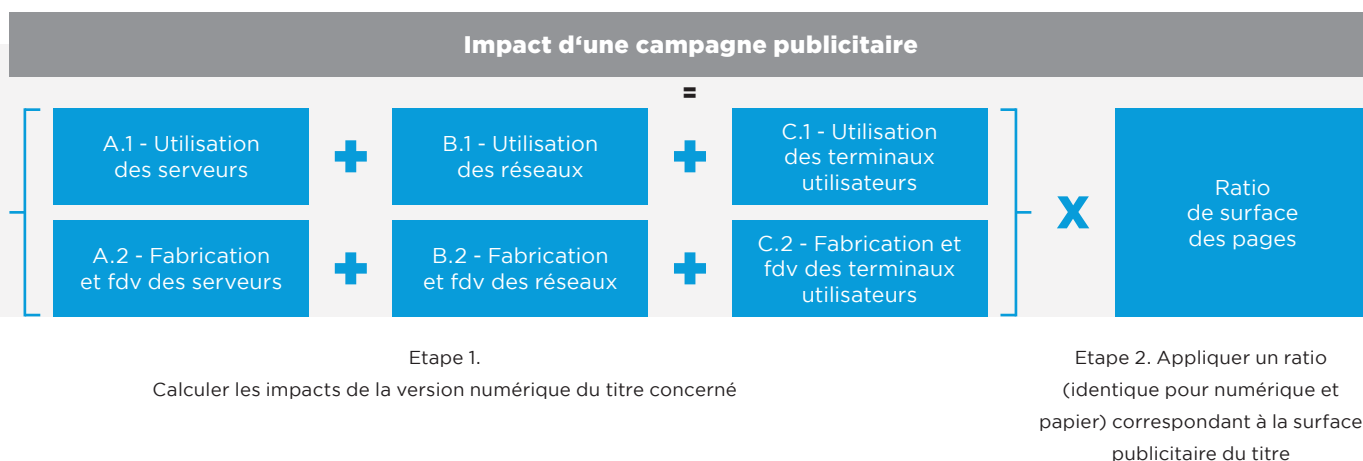 Impact d‘une campagne publicitaire
=
A.1 - Utilisation
des serveurs
+
B.1 - Utilisation
des réseaux
+
C.1 - Utilisation
des terminaux
utilisateurs
A.2 - Fabrication
et fdv des serveurs
+
B.2 - Fabrication
et fdv des réseaux
+
C.2 - Fabrication et
fdv des terminaux
utilisateurs
X
Ratio
de surface
des pages
Etape 1.
Calculer les impacts de la version numérique du titre concerné
Etape 2. Appliquer un ratio
(identique pour numérique et
papier) correspondant à la surface
publicitaire du titre